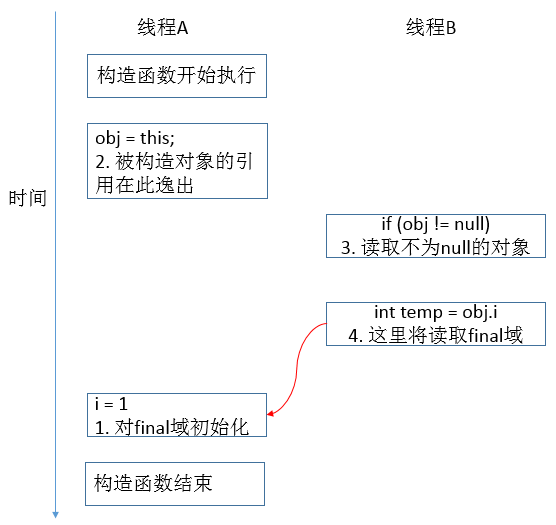 线程A
线程B
构造函数开始执行
obj = this;
2. 被构造对象的引
用在此逸出
时间
if (obj != null)
3. 读取不为null的对象
int temp = obj.i
4. 这里将读取final域
i = 1
1. 对final域初始化
构造函数结束